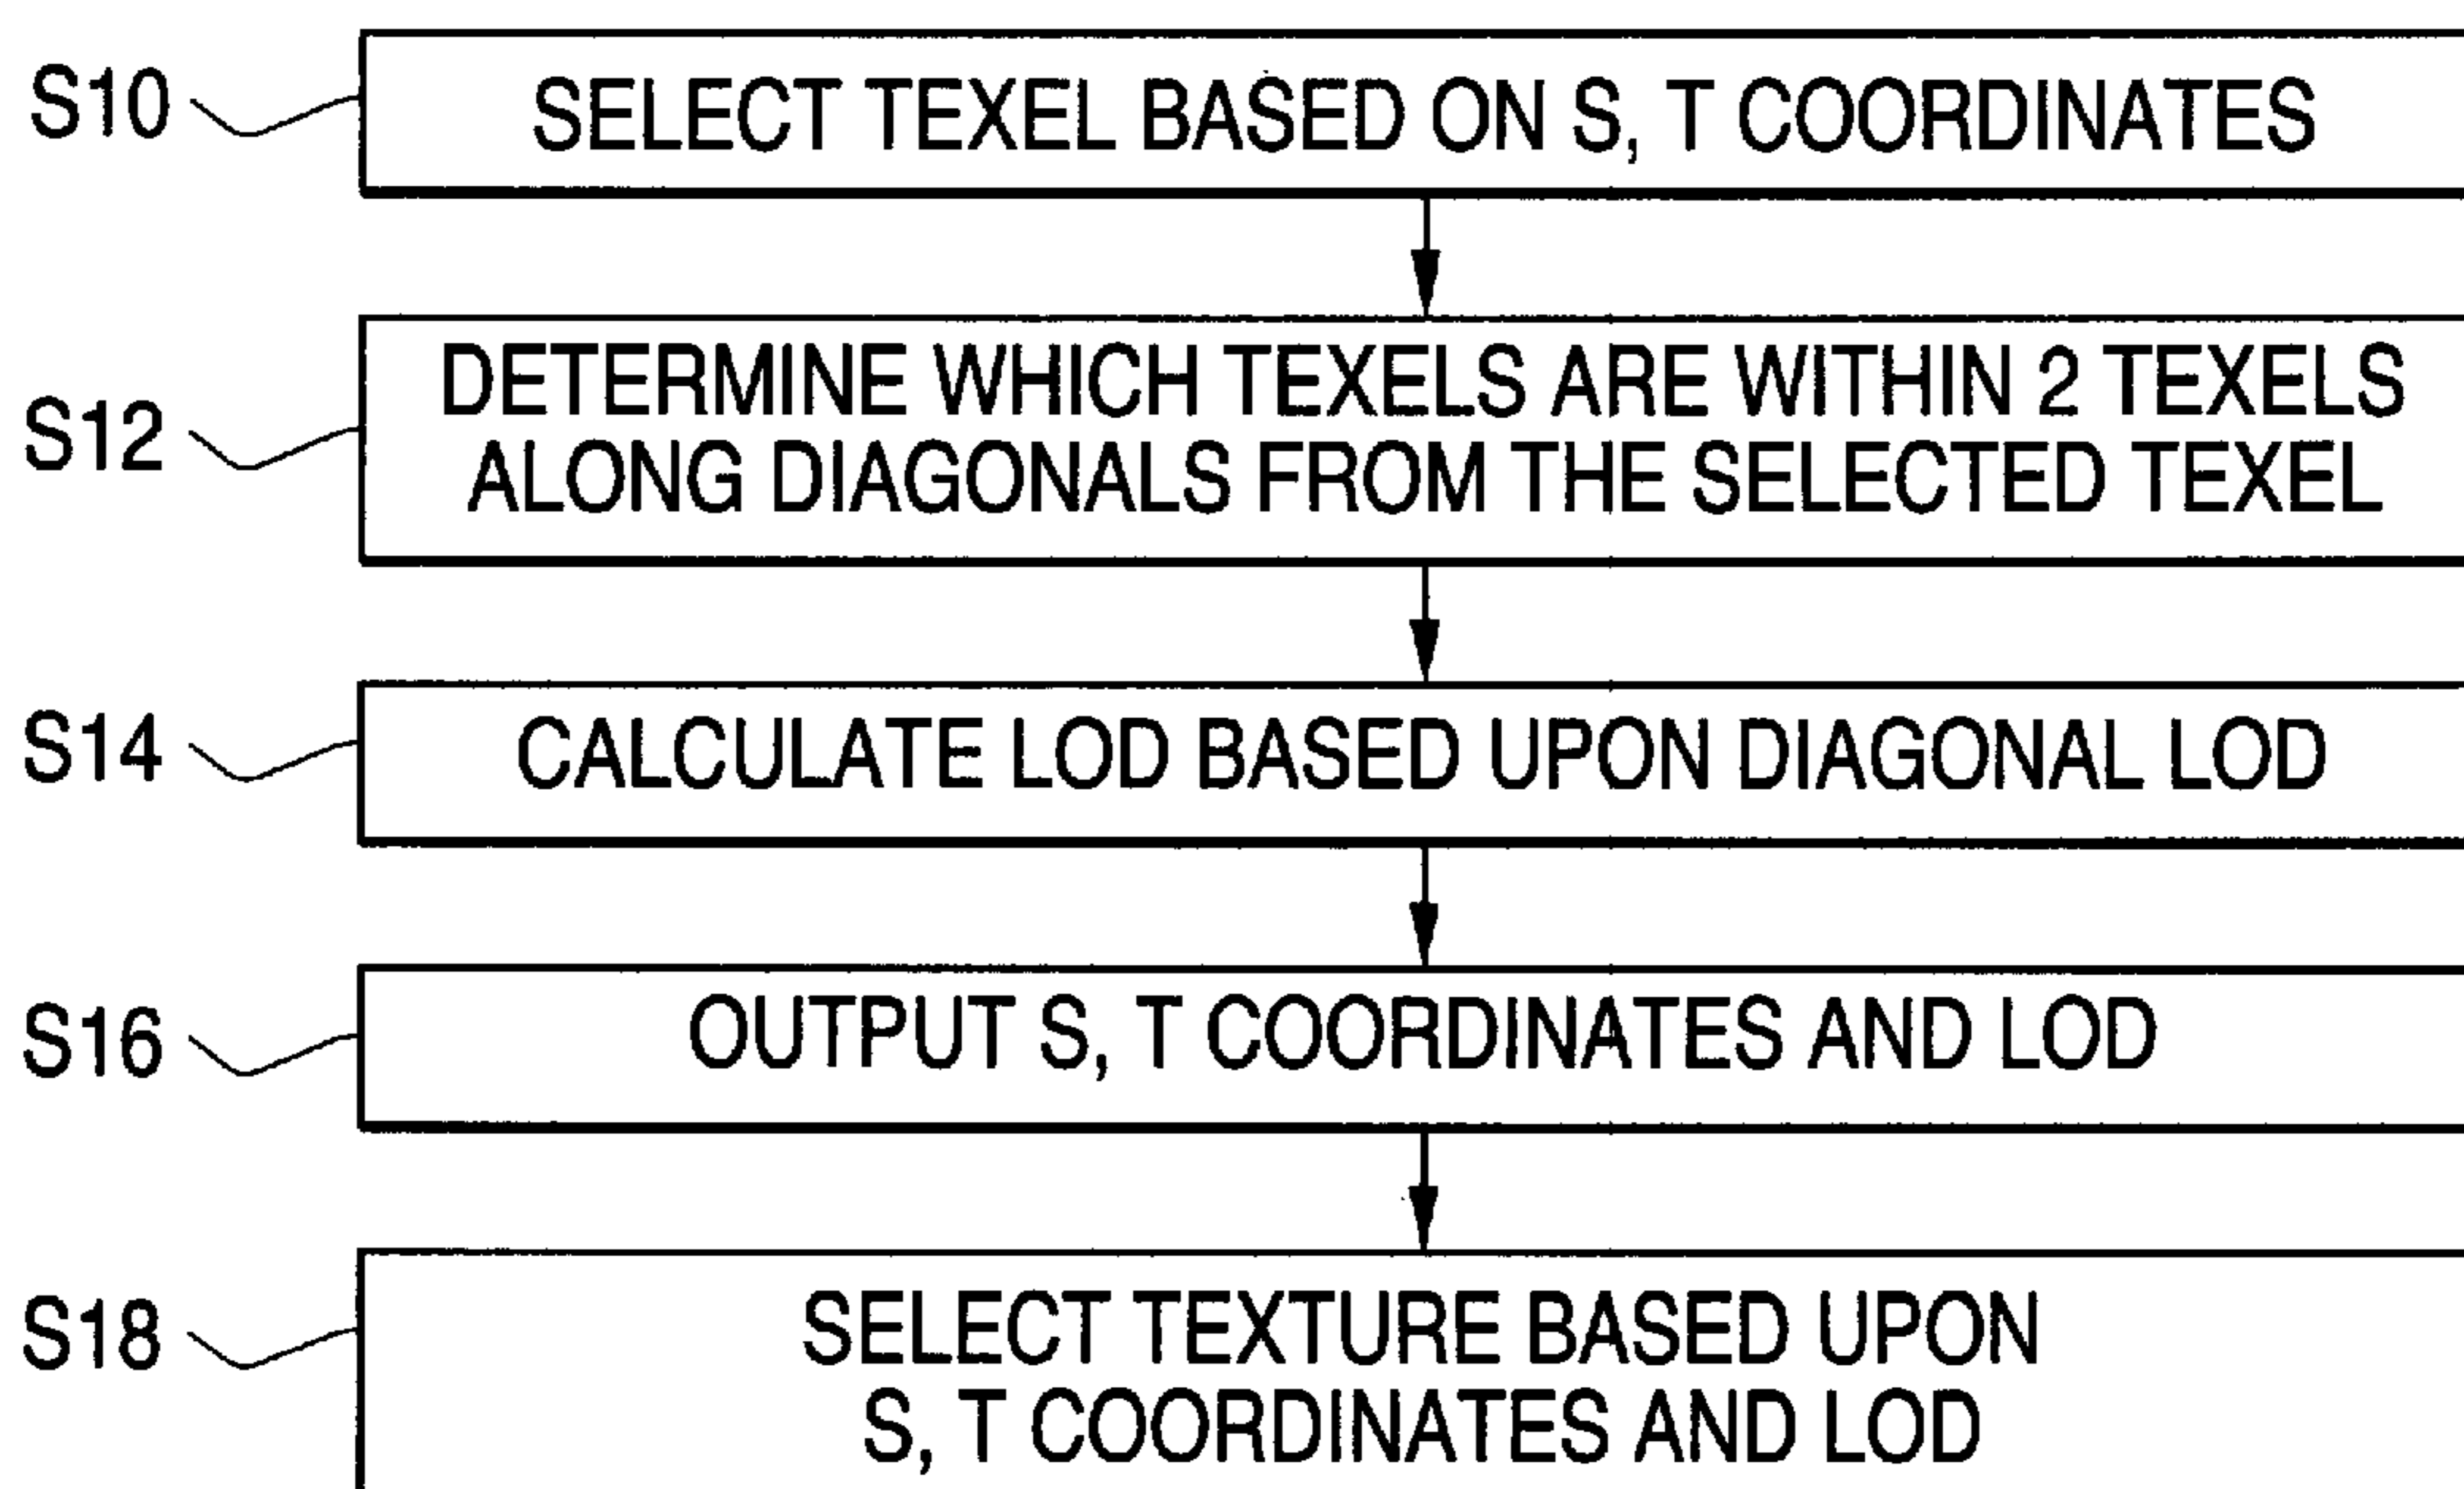 S10
SELECT TEXEL BASED ON S, T COORDINATES
S12
DETERMINE WHICH TEXELS ARE WITHIN 2 TEXELS
ALONG DIAGONALS FROM THE SELECTED TEXEL
S14
CALCULATE LOD BASED UPON DIAGONAL LOD
S16
OUTPUT S, T COORDINATES AND LOD
S18
SELECT TEXTURE BASED UPON
S, T COORDINATES AND LOD